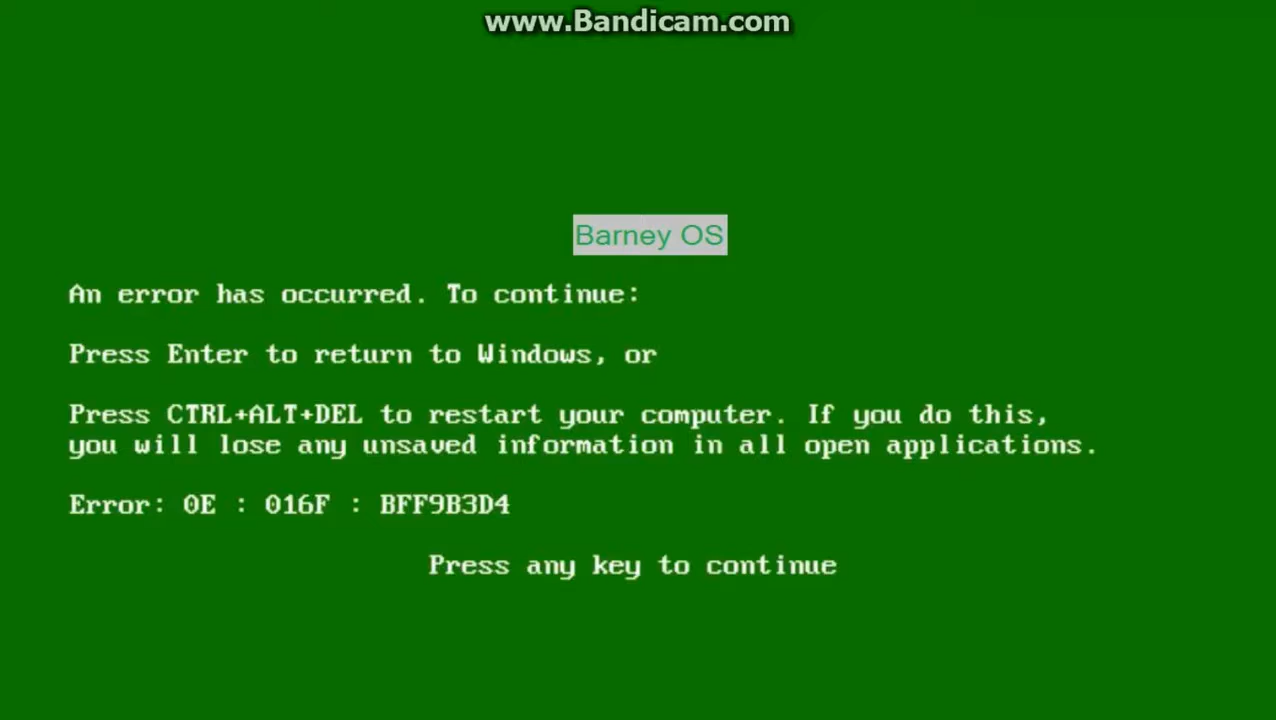 www.Bandicam.com
Barney OS
An error has occurred. To continue:
Press Enter to return to Windows, or
Press CTRL+ALT+DEL to restart your computer. If you do this,
you will lose any unsaved information in all open applications.
Error: 0E : 016F : BFF9B3D4
Press any key to continue